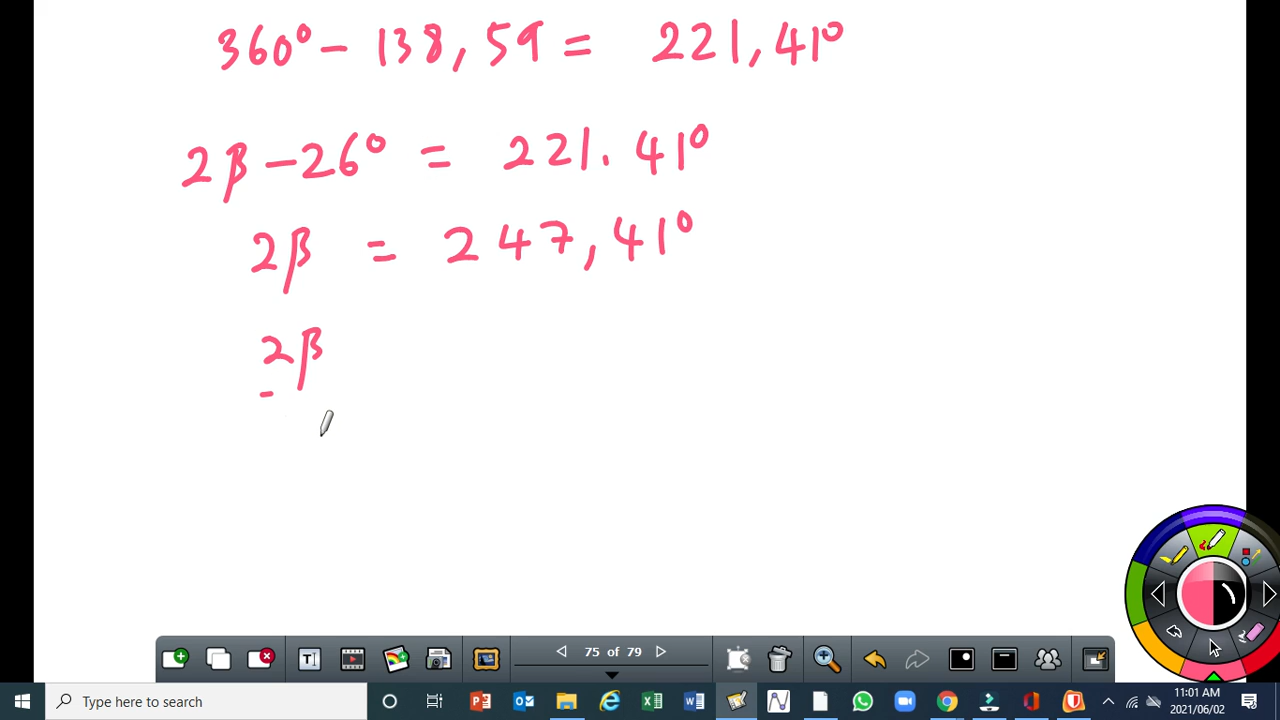 360° - 138,59 = 221,41°
2β - 26° = 221.41°
2β = 247,41°
2β
75 of 79
Type here to search
11:01 AM
2021/06/02